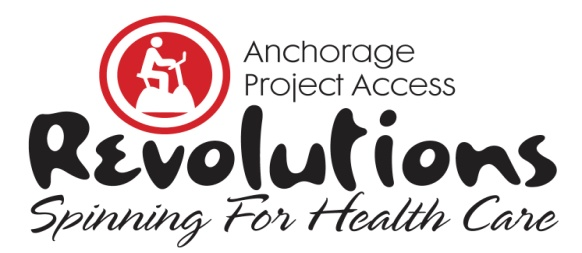 Anchorage
Project Access
Revolutions
Spinning For Health Care